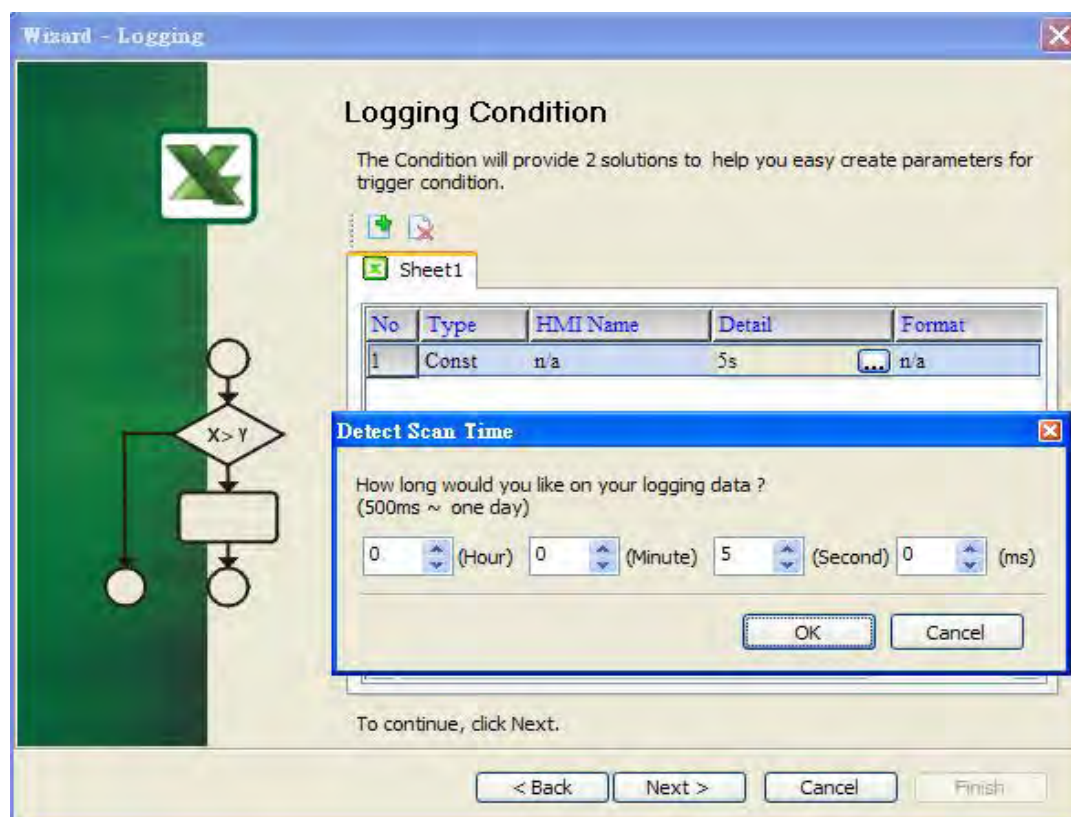 Wizard - Logging
Logging Condition
The Condition will provide 2 solutions to help you easy create parameters for
trigger condition.
Sheet1
No Type HMI Name Detail Format
1 Const n/a 5s ... n/a
X> Y
Detect Scan Time
How long would you like on your logging data ?
(500ms ~ one day)
0 (Hour) 0 (Minute) 5 (Second) 0 (ms)
OK Cancel
To continue, click Next.
< Back Next > Cancel Finish